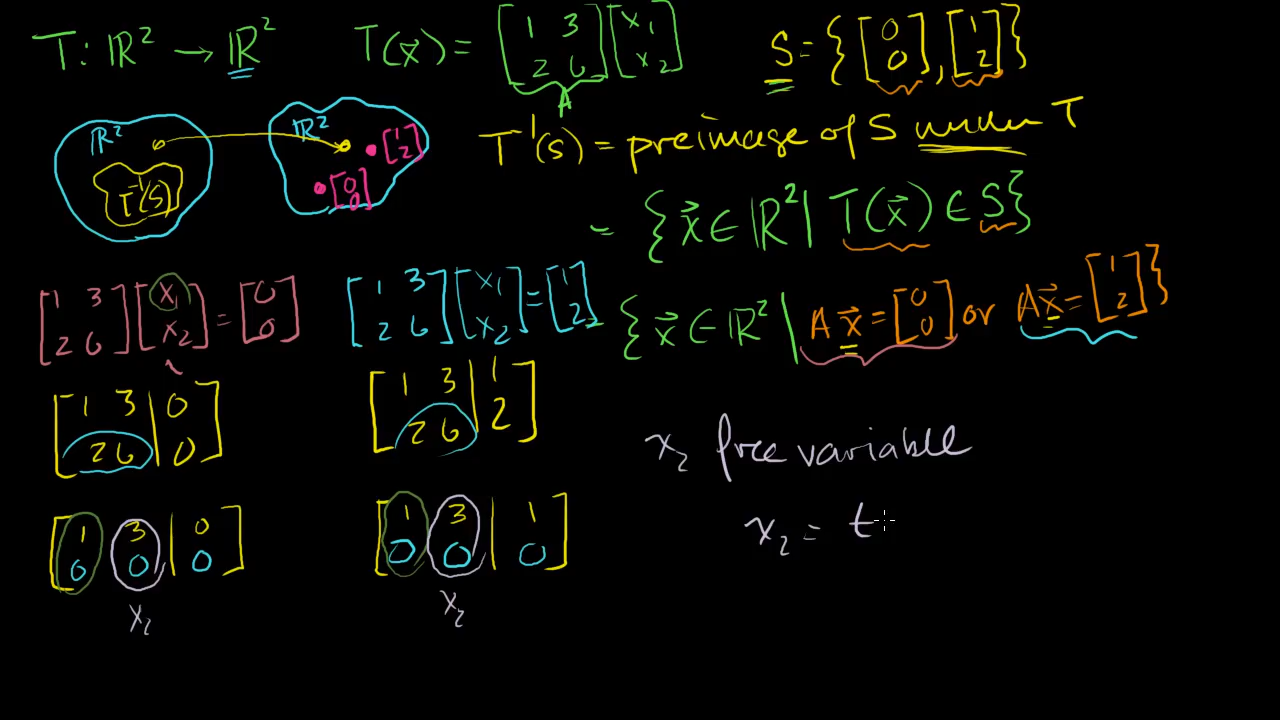 T: ℝ² → ℝ²   T(x⃗) = [1 3; 2 6] [x₁; x₂]   S = { [0; 0], [1; 2] }
A
ℝ²   ℝ²   [1; 2]   T⁻¹(S) = preimage of S under T
T⁻¹(S)   [0; 0]
= { x⃗ ∈ ℝ² | T(x⃗) ∈ S }
[1 3; 2 6] [x₁; x₂] = [0; 0]   [1 3; 2 6] [x₁; x₂] = [1; 2]   { x⃗ ∈ ℝ² | A x⃗ = [0; 0] or A x⃗ = [1; 2] }
[1 3 | 0; 2 6 | 0]   [1 3 | 1; 2 6 | 2]   x₂ free variable
[1 3 | 0; 0 0 | 0]   [1 3 | 1; 0 0 | 0]   x₂ = t
x₂   x₂